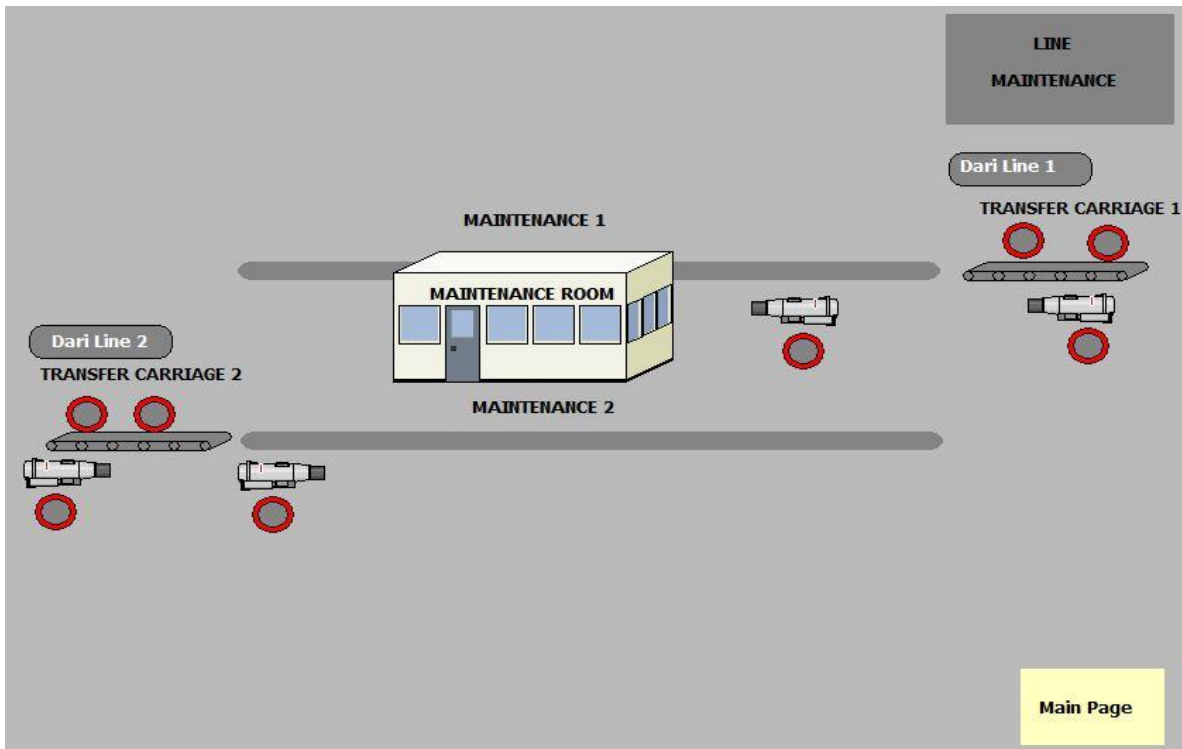 LINE
MAINTENANCE
Dari Line 1
TRANSFER CARRIAGE 1
MAINTENANCE 1
MAINTENANCE ROOM
Dari Line 2
TRANSFER CARRIAGE 2
MAINTENANCE 2
Main Page